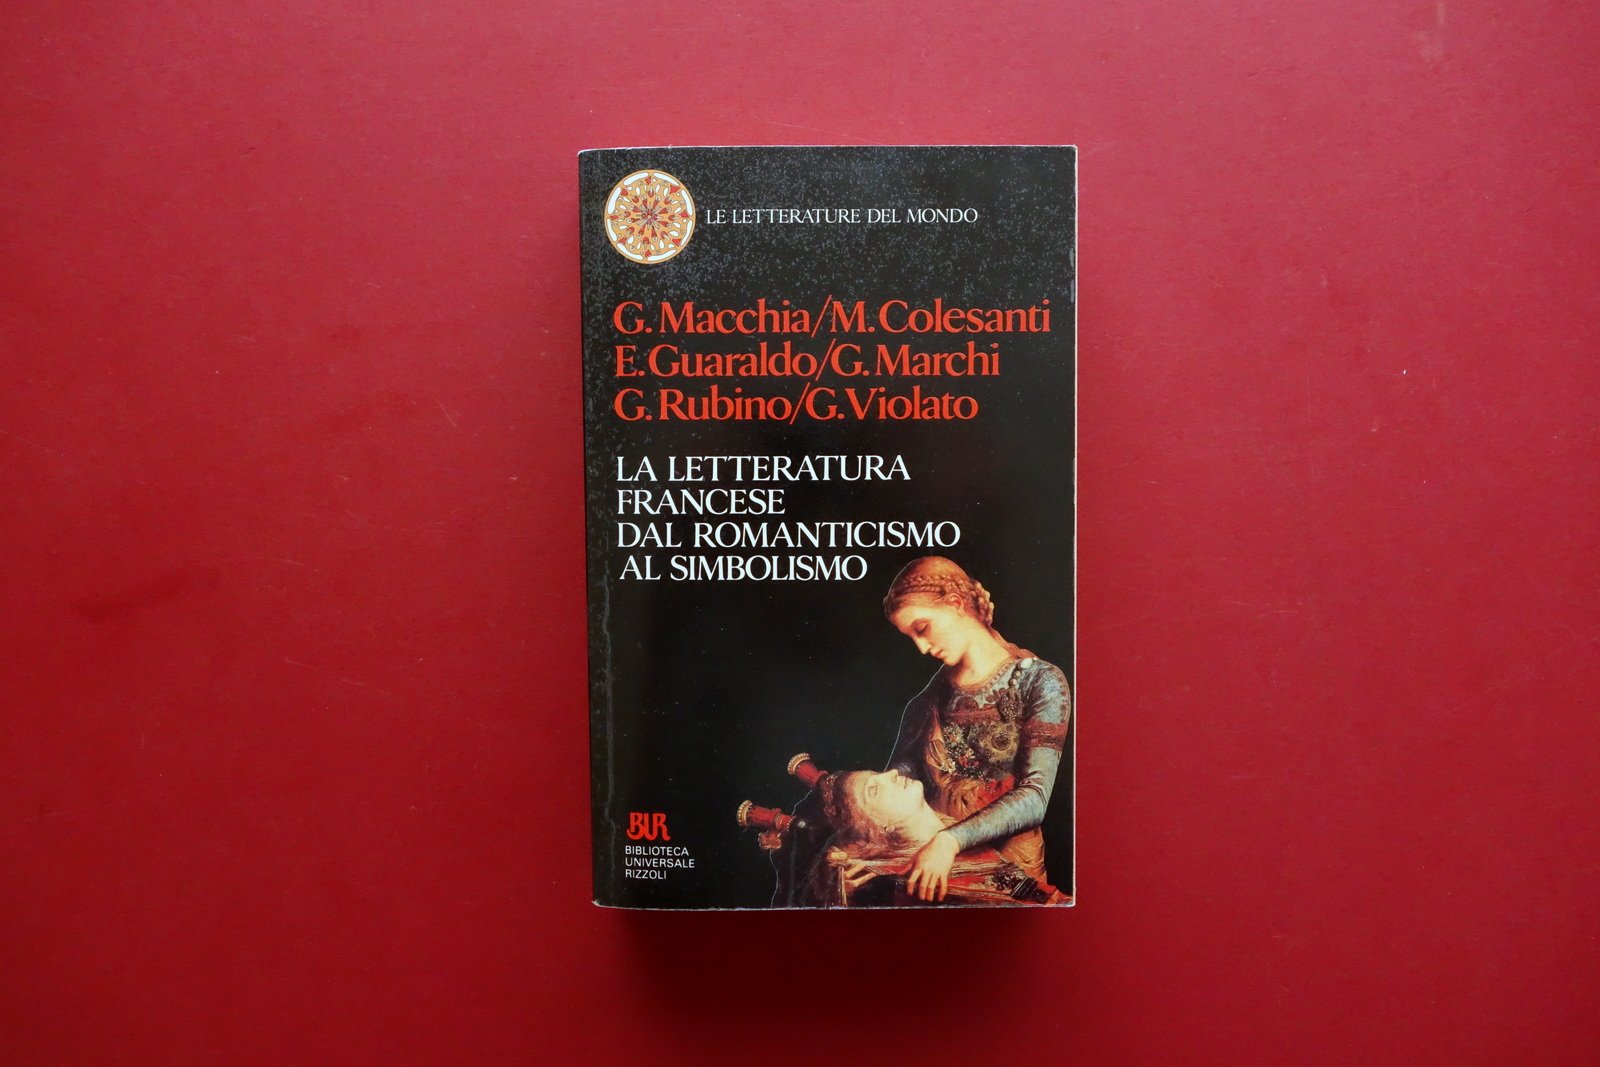 LE LETTERATURE DEL MONDO
G. Macchia/M. Colesanti
E. Guaraldo/G. Marchi
G. Rubino/G. Violato
LA LETTERATURA
FRANCESE
DAL ROMANTICISMO
AL SIMBOLISMO
BUR
BIBLIOTECA
UNIVERSALE
RIZZOLI